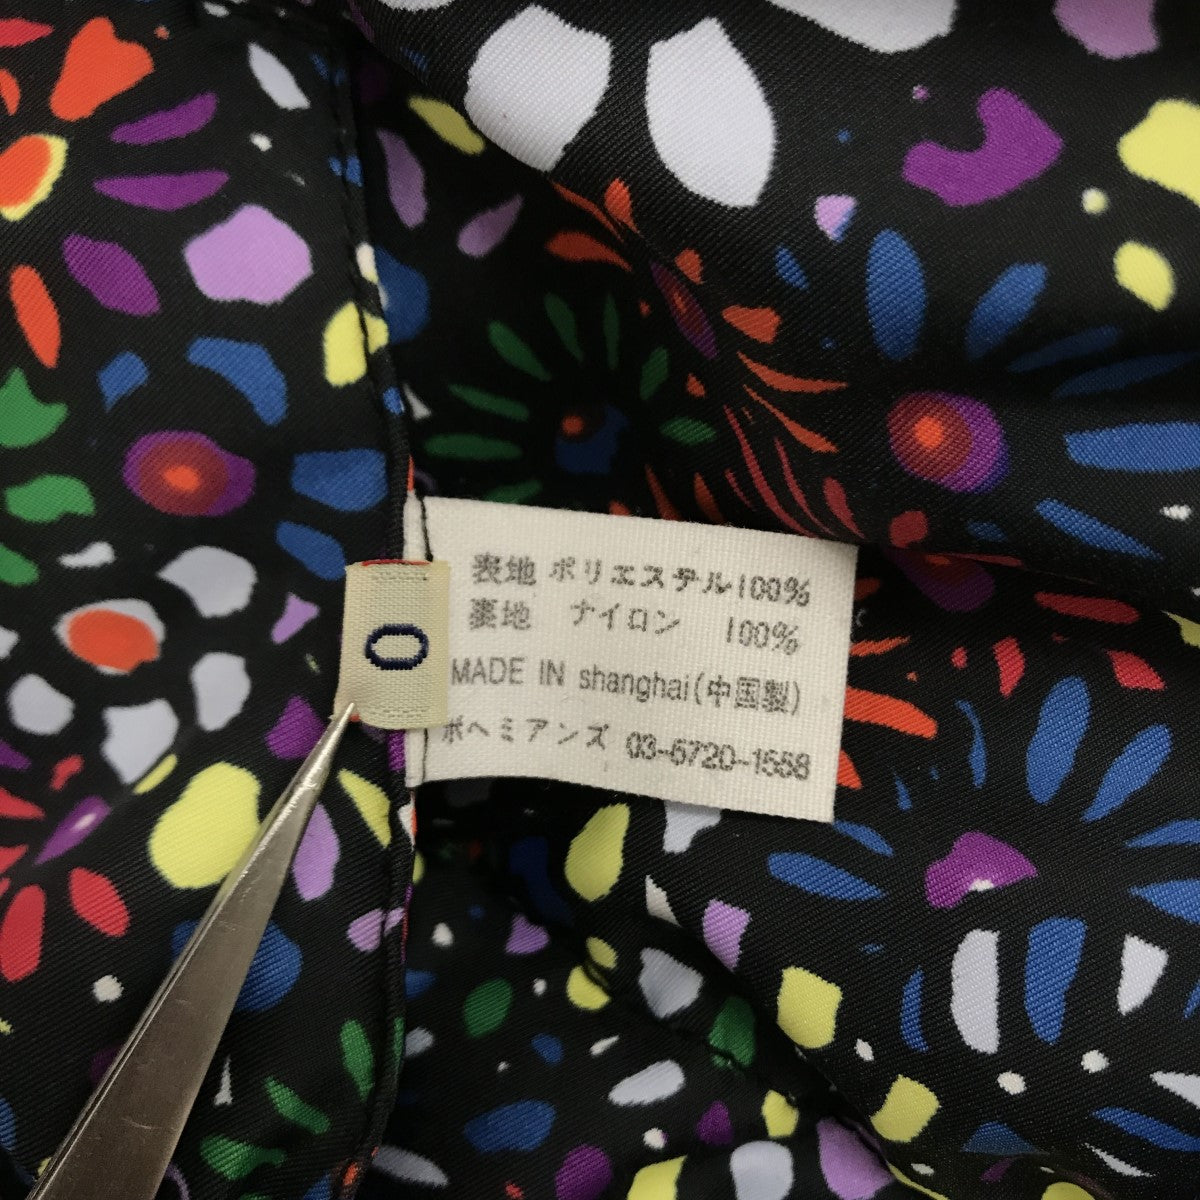 表地 ポリエステル100%
裏地 ナイロン 100%
MADE IN shanghai(中国製)
ボヘミアンズ 03-5720-1558
0